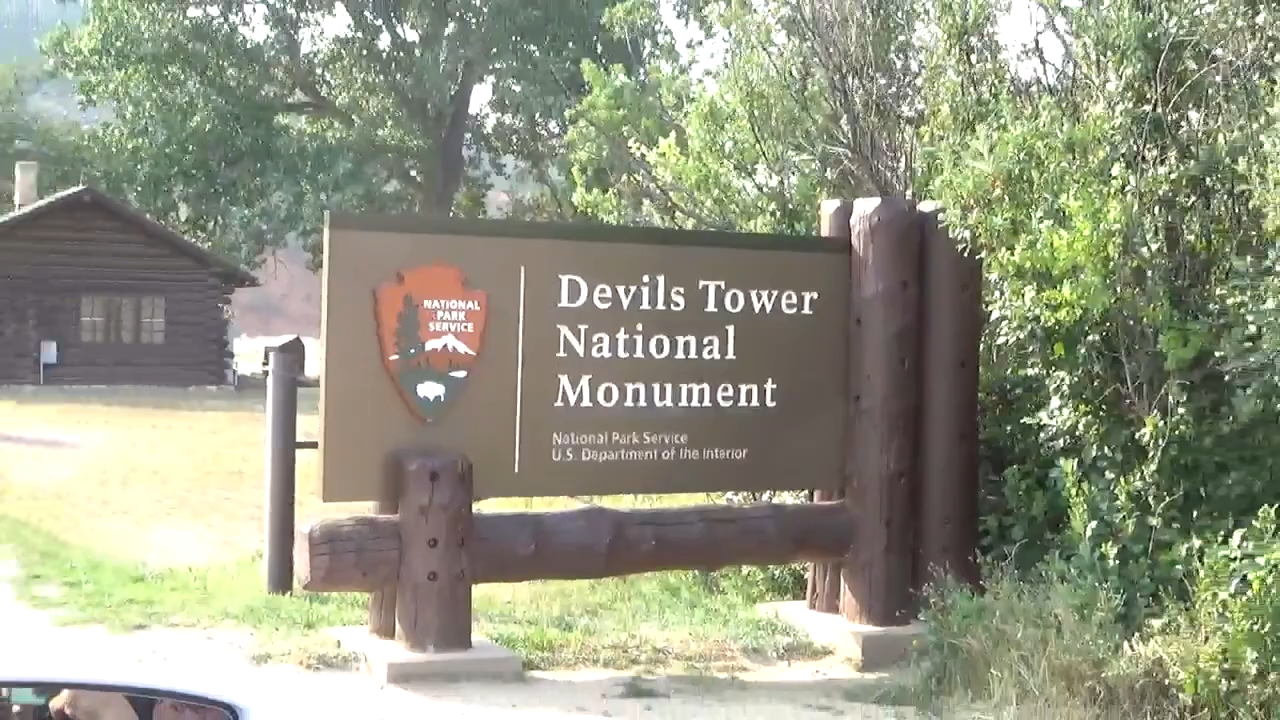 NATIONAL
PARK
SERVICE
Devils Tower
National
Monument
National Park Service
U.S. Department of the Interior